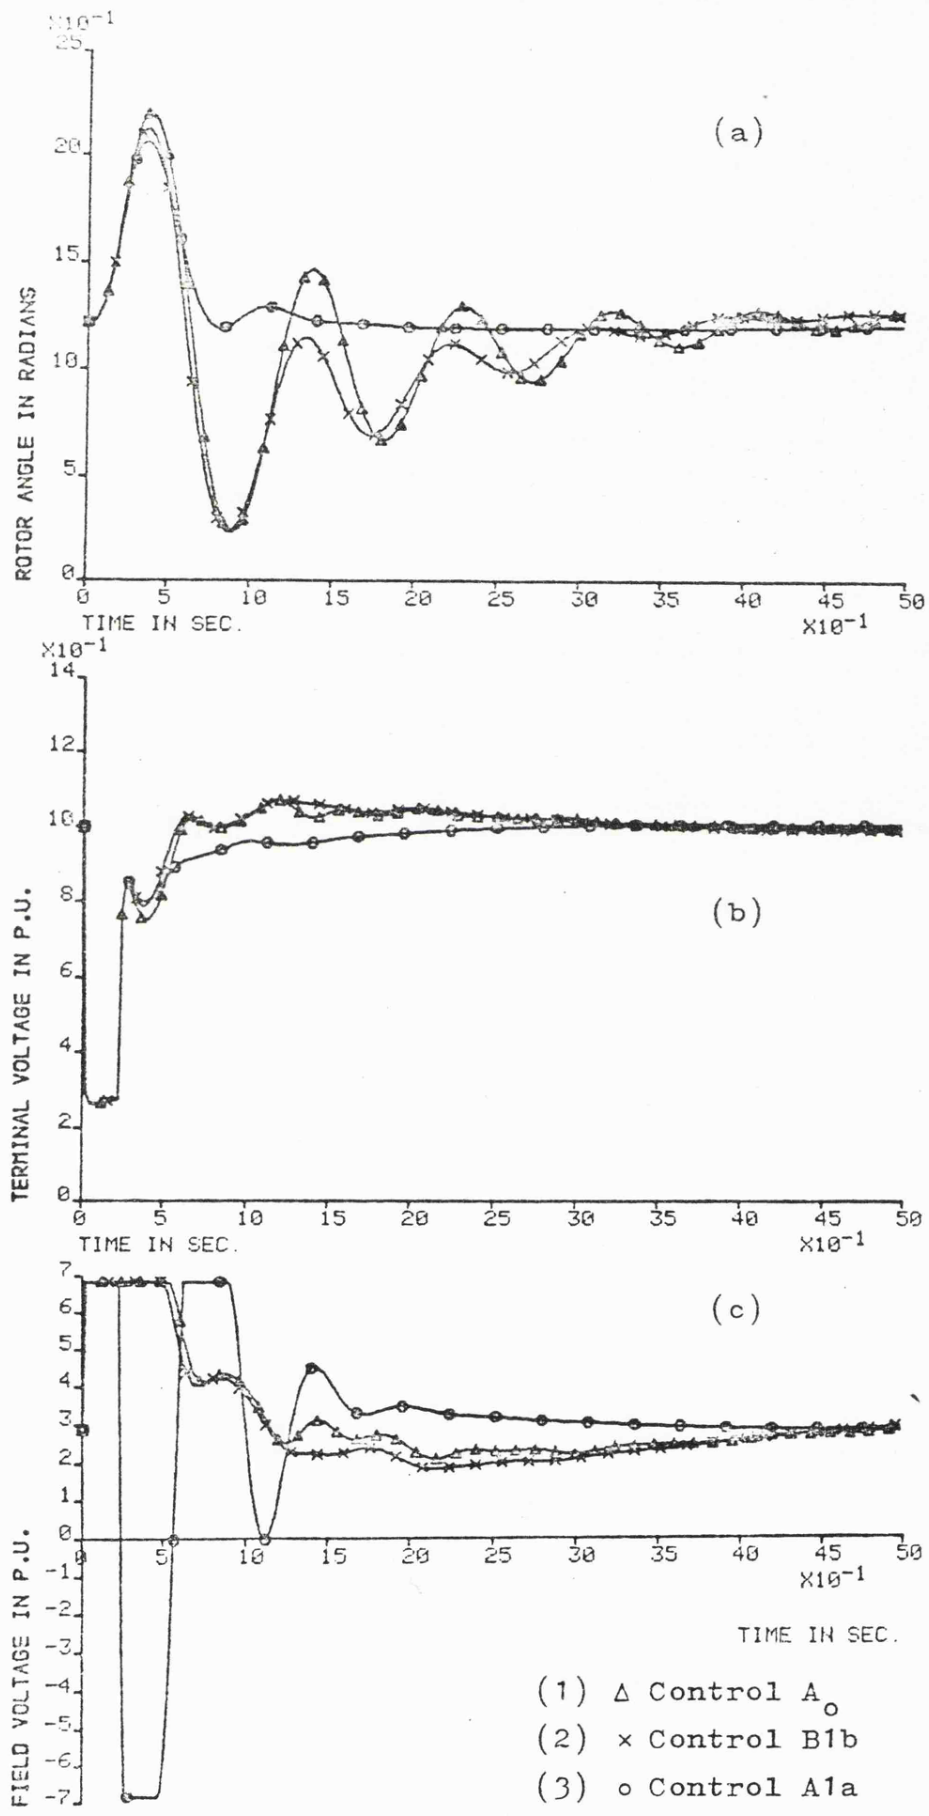 X10-1
25
20
15
10
5
0
ROTOR ANGLE IN RADIANS
(a)
0 5 10 15 20 25 30 35 40 45 50
TIME IN SEC.
X10-1
X10-1
14
12
10
8
6
4
2
0
TERMINAL VOLTAGE IN P.U.
(b)
0 5 10 15 20 25 30 35 40 45 50
TIME IN SEC.
X10-1
7
6
5
4
3
2
1
0
-1
-2
-3
-4
-5
-6
-7
FIELD VOLTAGE IN P.U.
(c)
0 5 10 15 20 25 30 35 40 45 50
X10-1
TIME IN SEC.
(1) Δ Control Ao
(2) × Control B1b
(3) o Control A1a